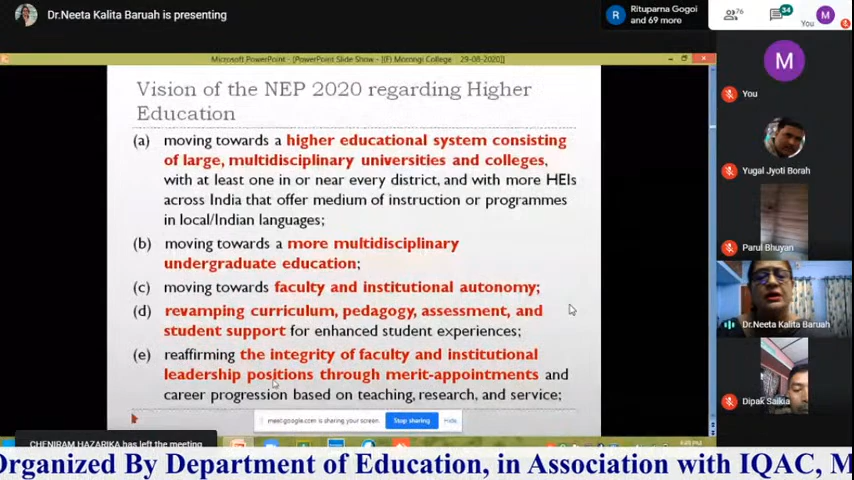 Dr.Neeta Kalita Baruah is presenting
Rituparna Gogoi
and 69 more
R
76
34
You
M
Microsoft PowerPoint - [PowerPoint Slide Show - [(F) Morongi College 29-08-2020]]
Vision of the NEP 2020 regarding Higher
Education
(a) moving towards a higher educational system consisting
of large, multidisciplinary universities and colleges,
with at least one in or near every district, and with more HEIs
across India that offer medium of instruction or programmes
in local/Indian languages;
(b) moving towards a more multidisciplinary
undergraduate education;
(c) moving towards faculty and institutional autonomy;
(d) revamping curriculum, pedagogy, assessment, and
student support for enhanced student experiences;
(e) reaffirming the integrity of faculty and institutional
leadership positions through merit-appointments and
career progression based on teaching, research, and service;
meet.google.com is sharing your screen.
Stop sharing
Hide
M
You
Yugal Jyoti Borah
Parul Bhuyan
Dr.Neeta Kalita Baruah
Dipak Saikia
CHENIRAM HAZARIKA has left the meeting
Organized By Department of Education, in Association with IQAC, M